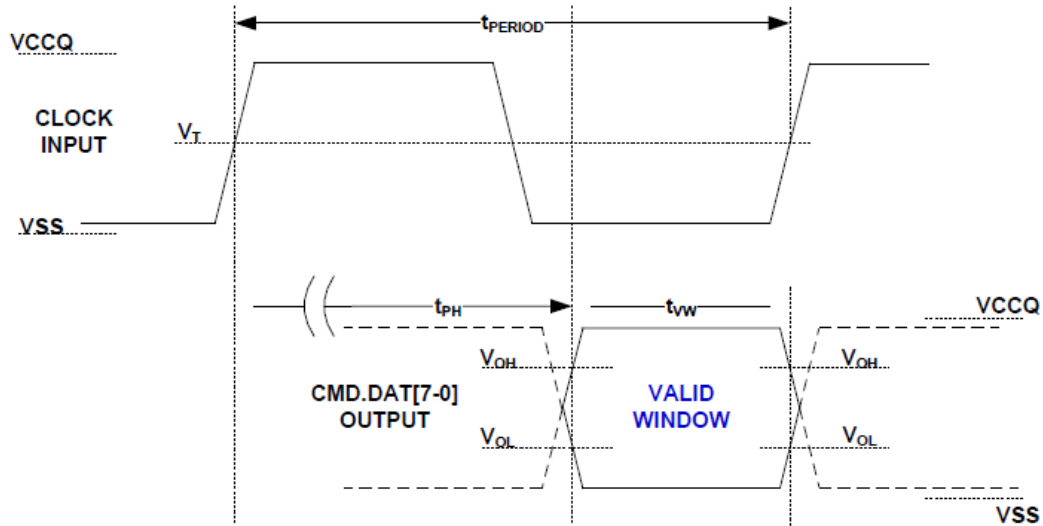 tPERIOD
VCCQ
CLOCK
INPUT
VT
VSS
tPH
tVW
VCCQ
VOH
VOH
CMD.DAT[7-0]
OUTPUT
VALID
WINDOW
VOL
VOL
VSS